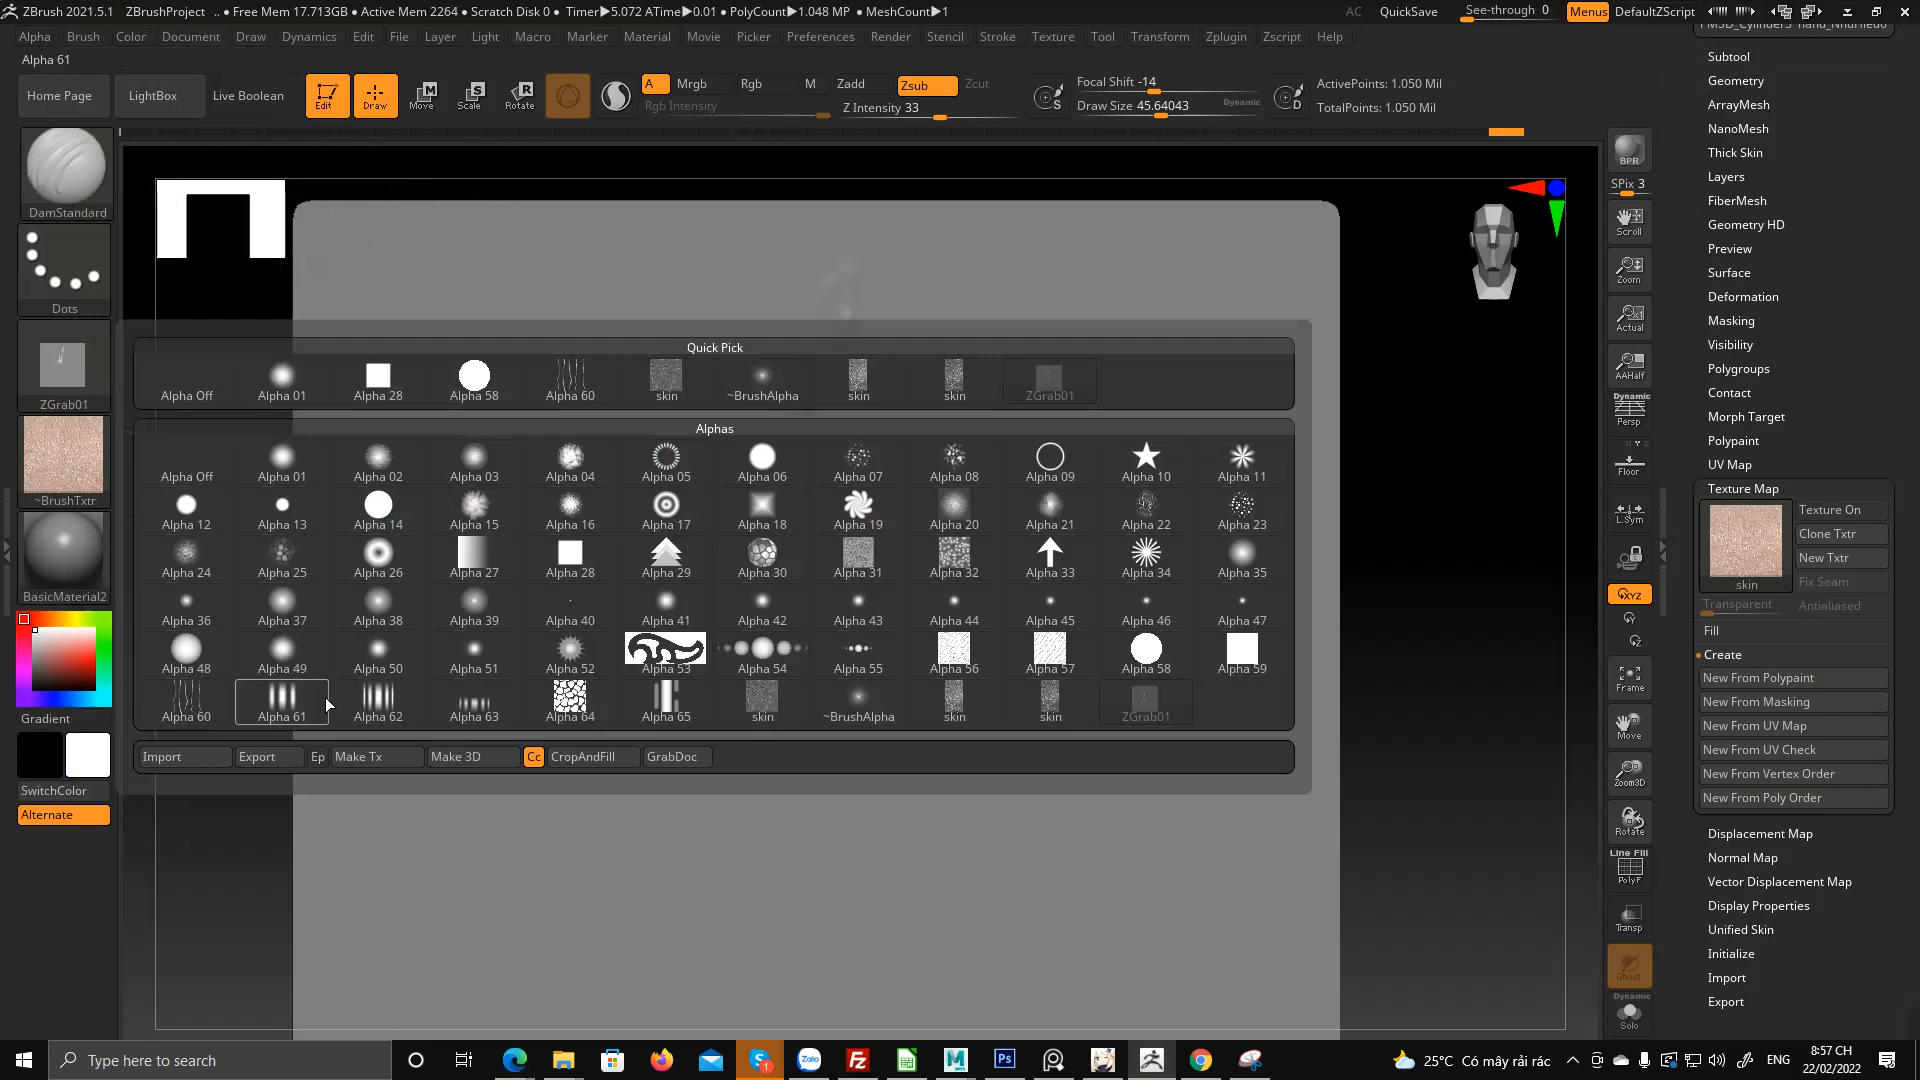 ZBrush 2021.5.1 ZBrushProject .. • Free Mem 17.713GB • Active Mem 2264 • Scratch Disk 0 • Timer▶5.072 ATime▶0.01 • PolyCount▶1.048 MP • MeshCount▶1 AC QuickSave See-through 0 Menus DefaultZScript
Alpha Brush Color Document Draw Dynamics Edit File Layer Light Macro Marker Material Movie Picker Preferences Render Stencil Stroke Texture Tool Transform Zplugin Zscript Help
Alpha 61
Home Page LightBox Live Boolean Edit Draw Move Scale Rotate
A Mrgb Rgb M Zadd Zsub Zcut
Rgb Intensity Z Intensity 33
Focal Shift -14
Draw Size 45.64043 Dynamic
ActivePoints: 1.050 Mil
TotalPoints: 1.050 Mil
DamStandard
Dots
ZGrab01
~BrushTxtr
BasicMaterial2
Gradient
SwitchColor
Alternate
Quick Pick
Alpha Off Alpha 01 Alpha 28 Alpha 58 Alpha 60 skin ~BrushAlpha skin skin ZGrab01
Alphas
Alpha Off Alpha 01 Alpha 02 Alpha 03 Alpha 04 Alpha 05 Alpha 06 Alpha 07 Alpha 08 Alpha 09 Alpha 10 Alpha 11
Alpha 12 Alpha 13 Alpha 14 Alpha 15 Alpha 16 Alpha 17 Alpha 18 Alpha 19 Alpha 20 Alpha 21 Alpha 22 Alpha 23
Alpha 24 Alpha 25 Alpha 26 Alpha 27 Alpha 28 Alpha 29 Alpha 30 Alpha 31 Alpha 32 Alpha 33 Alpha 34 Alpha 35
Alpha 36 Alpha 37 Alpha 38 Alpha 39 Alpha 40 Alpha 41 Alpha 42 Alpha 43 Alpha 44 Alpha 45 Alpha 46 Alpha 47
Alpha 48 Alpha 49 Alpha 50 Alpha 51 Alpha 52 Alpha 53 Alpha 54 Alpha 55 Alpha 56 Alpha 57 Alpha 58 Alpha 59
Alpha 60 Alpha 61 Alpha 62 Alpha 63 Alpha 64 Alpha 65 skin ~BrushAlpha skin skin ZGrab01
Import Export Ep Make Tx Make 3D Cc CropAndFill GrabDoc
BPR
SPix 3
Scroll
Zoom
Actual
AAHalf
Dynamic
Persp
Floor
L.Sym
XYZ
Frame
Move
Zoom3D
Rotate
Line Fill
PolyF
Transp
Ghost
Dynamic
Solo
Subtool
Geometry
ArrayMesh
NanoMesh
Thick Skin
Layers
FiberMesh
Geometry HD
Preview
Surface
Deformation
Masking
Visibility
Polygroups
Contact
Morph Target
Polypaint
UV Map
Texture Map
Texture On
Clone Txtr
New Txtr
skin Fix Seam
Transparent Antialiased
Fill
Create
New From Polypaint
New From Masking
New From UV Map
New From UV Check
New From Vertex Order
New From Poly Order
Displacement Map
Normal Map
Vector Displacement Map
Display Properties
Unified Skin
Initialize
Import
Export
Type here to search
25°C Có mây rải rác ENG 8:57 CH
22/02/2022